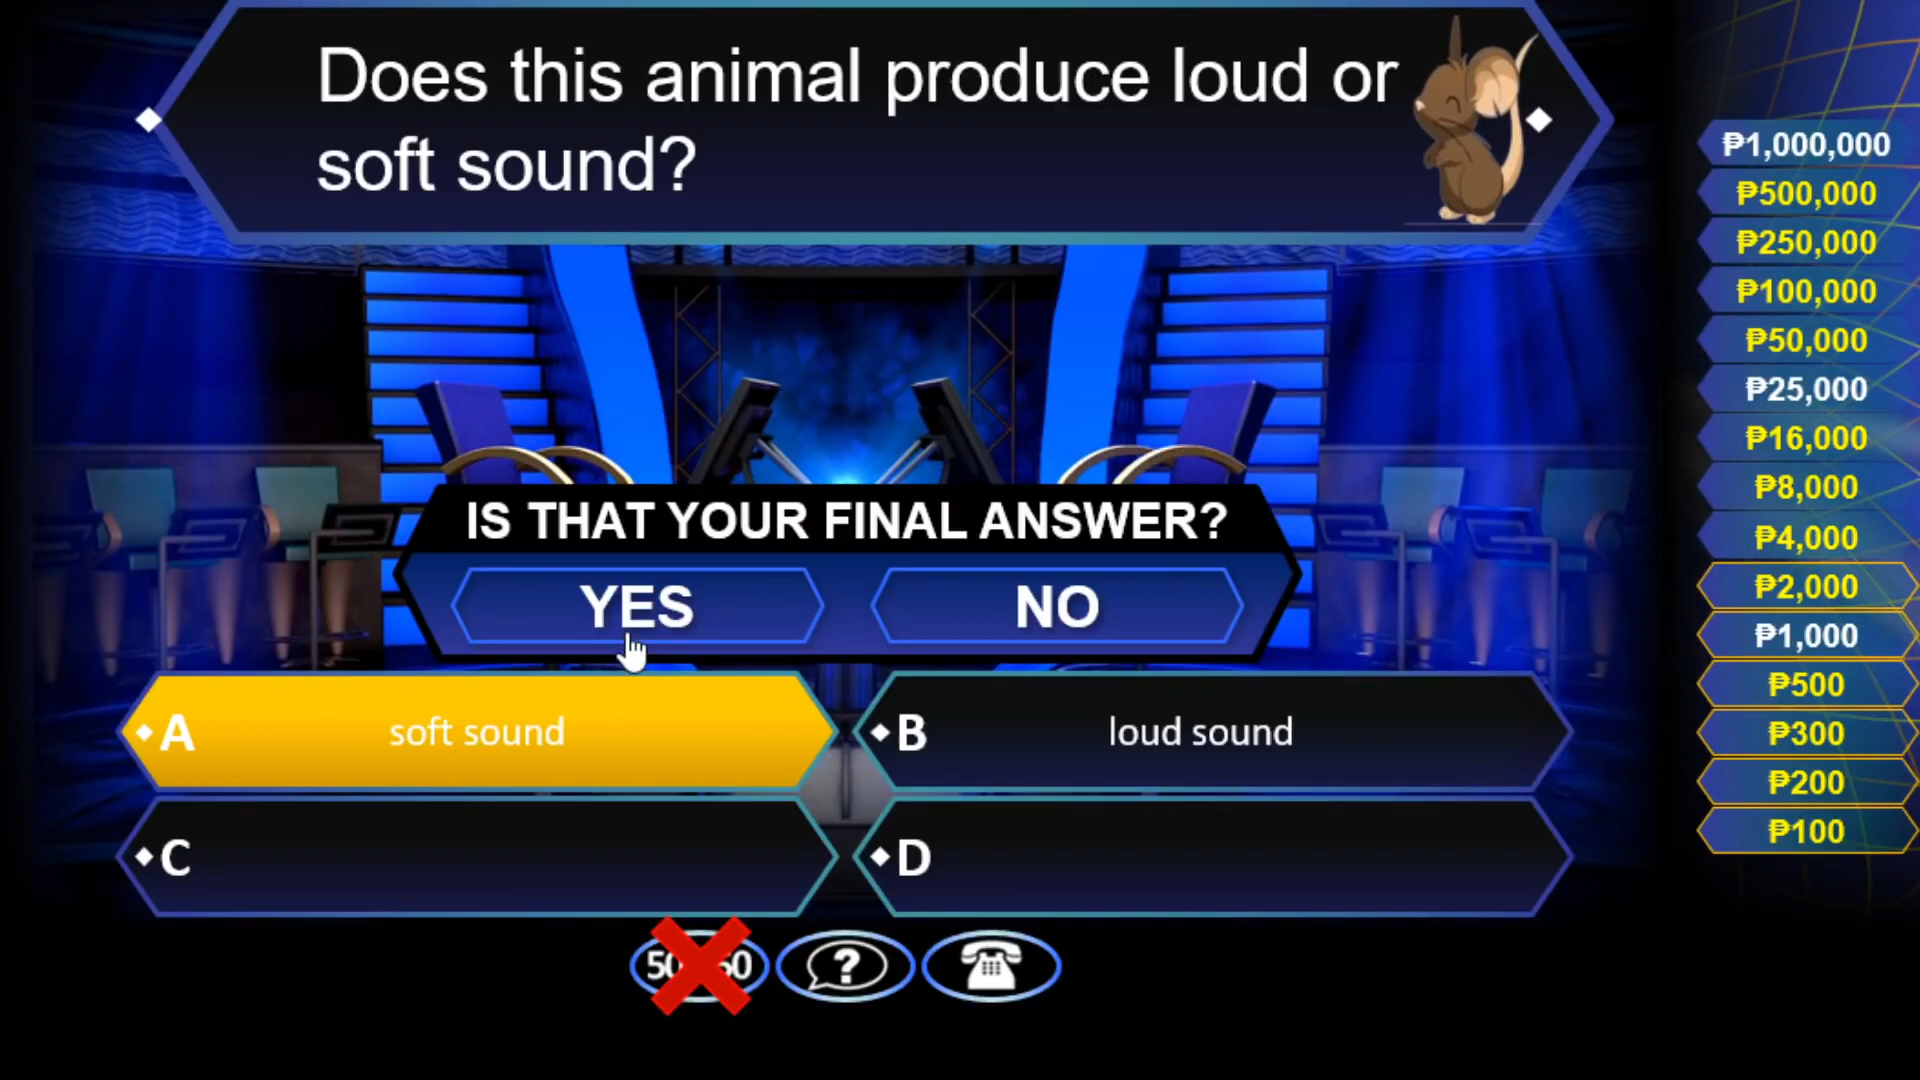 Does this animal produce loud or
soft sound?
₱1,000,000
₱500,000
₱250,000
₱100,000
₱50,000
₱25,000
₱16,000
₱8,000
₱4,000
₱2,000
₱1,000
₱500
₱300
₱200
₱100
IS THAT YOUR FINAL ANSWER?
YES NO
A soft sound
B loud sound
C
D
50 50
?